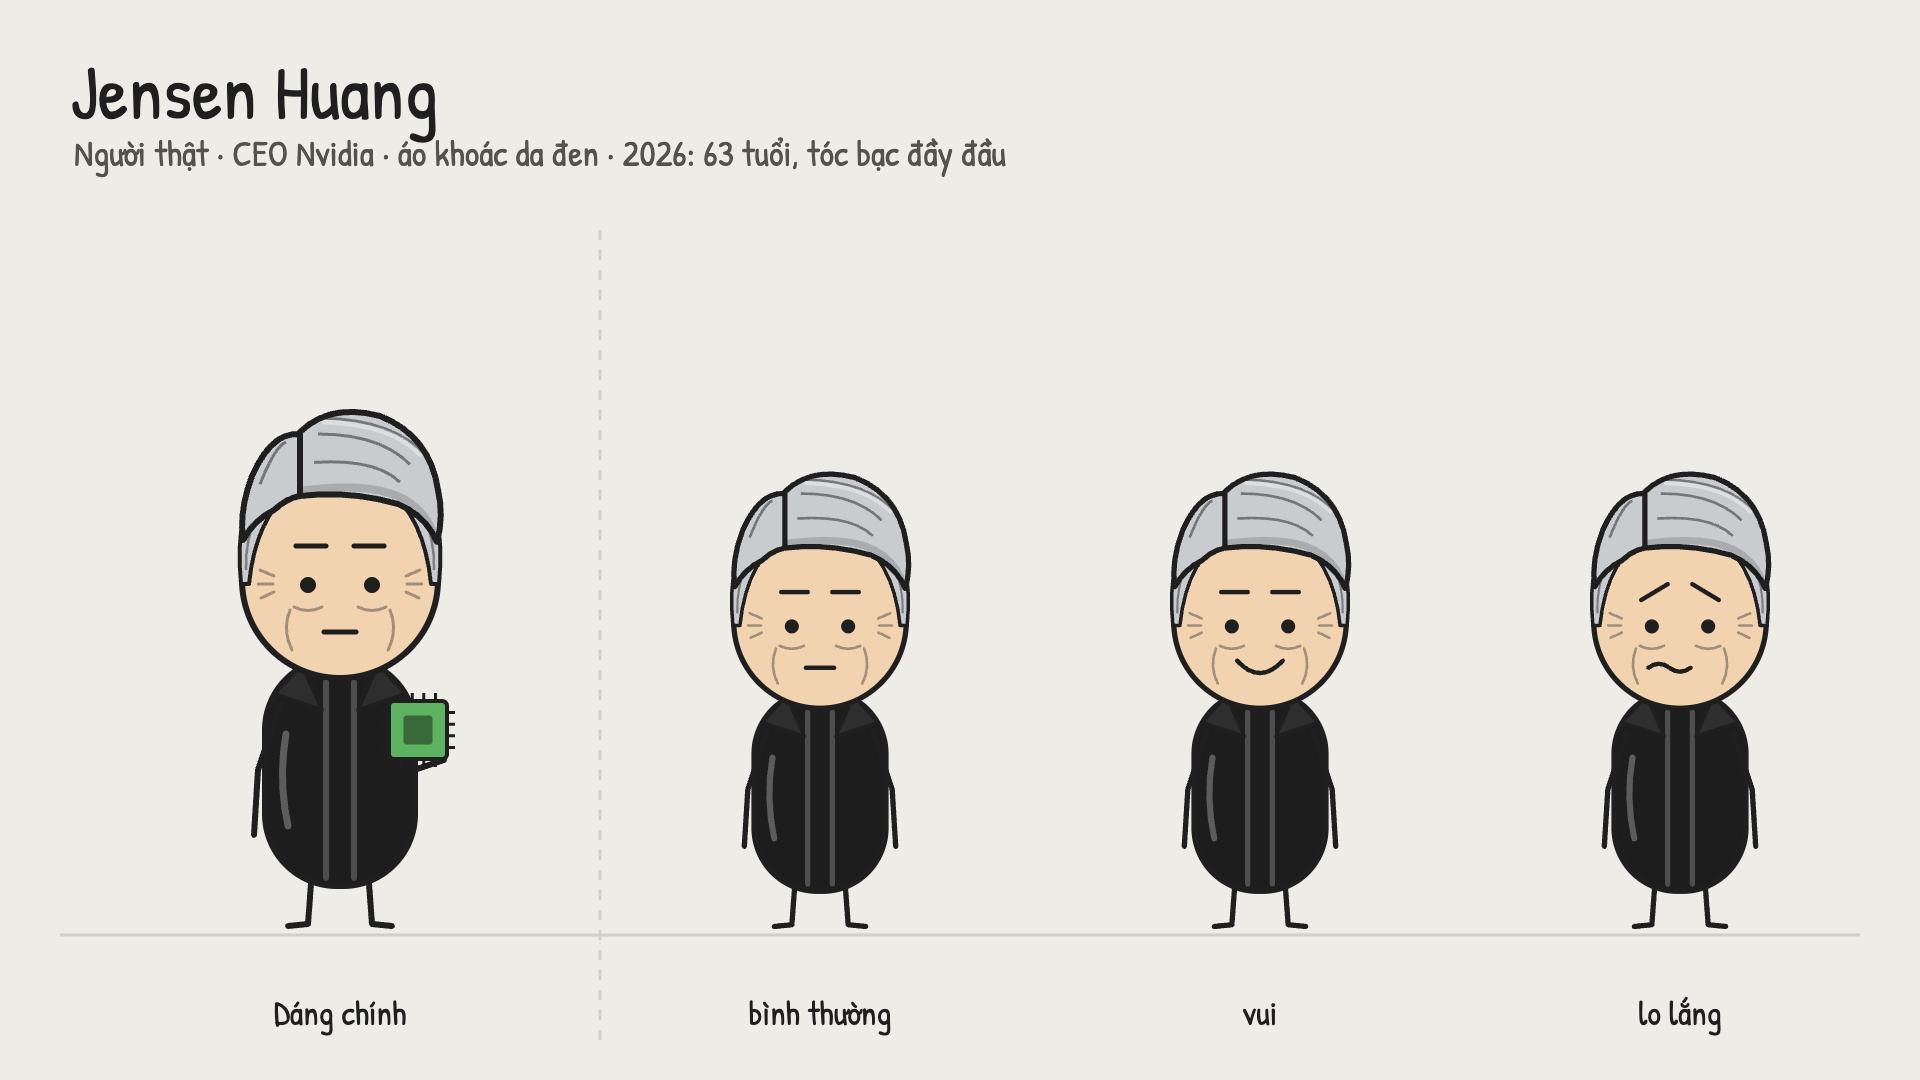 Jensen Huang
Người thật · CEO Nvidia · áo khoác da đen · 2026: 63 tuổi, tóc bạc đầy đầu
Dáng chính
bình thường
vui
lo lắng